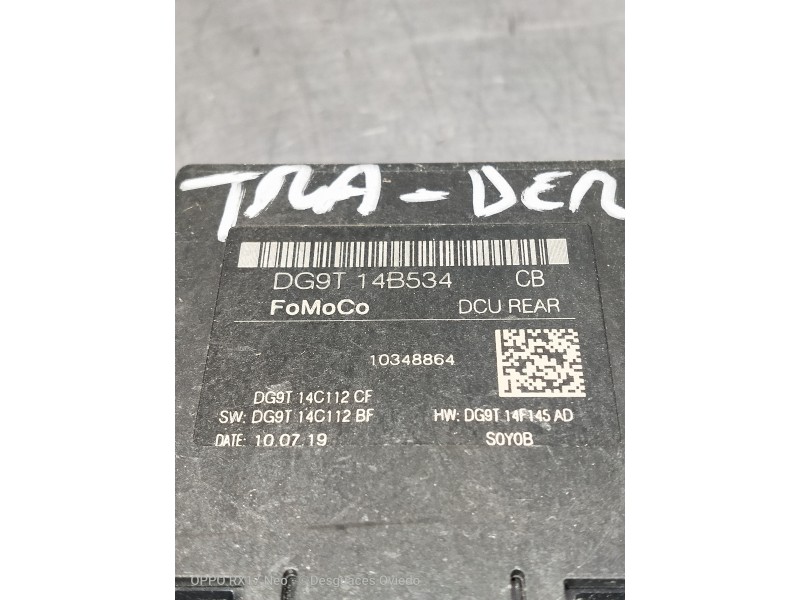 TRA - DER
DG9T 14B534 CB
FoMoCo DCU REAR
10348864
DG9T 14C112 CF
SW: DG9T 14C112 BF HW: DG9T 14F145 AD
DATE: 10.07.19 S0Y0B
OPPO RX17 Neo Desguaces Oviedo